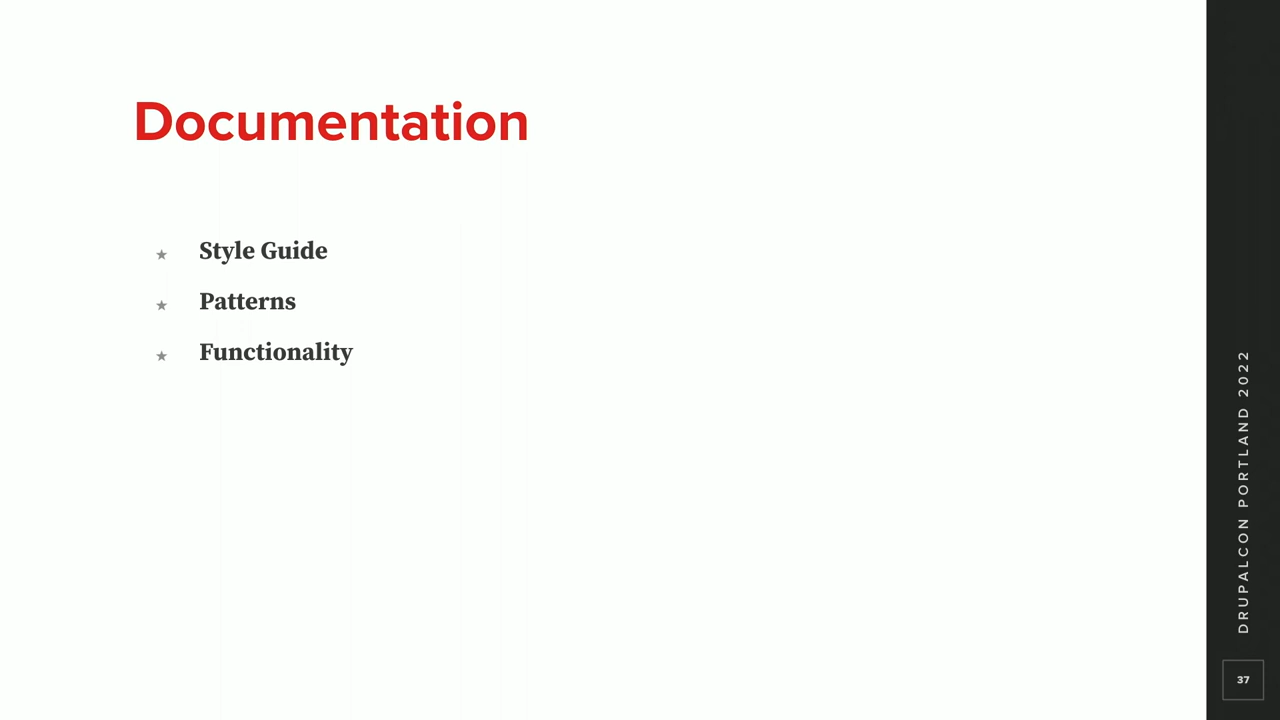 Documentation
★ Style Guide
★ Patterns
★ Functionality
DRUPALCON PORTLAND 2022
37